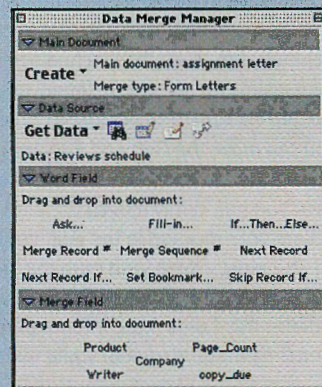 Data Merge Manager
Main Document
Create
Main document: assignment letter
Merge type: Form Letters
Data Source
Get Data
Data: Reviews schedule
Word Field
Drag and drop into document:
Ask... Fill-in... If...Then...Else...
Merge Record # Merge Sequence # Next Record
Next Record If... Set Bookmark... Skip Record If...
Merge Field
Drag and drop into document:
Product Page_Count
Company
Writer copy_due